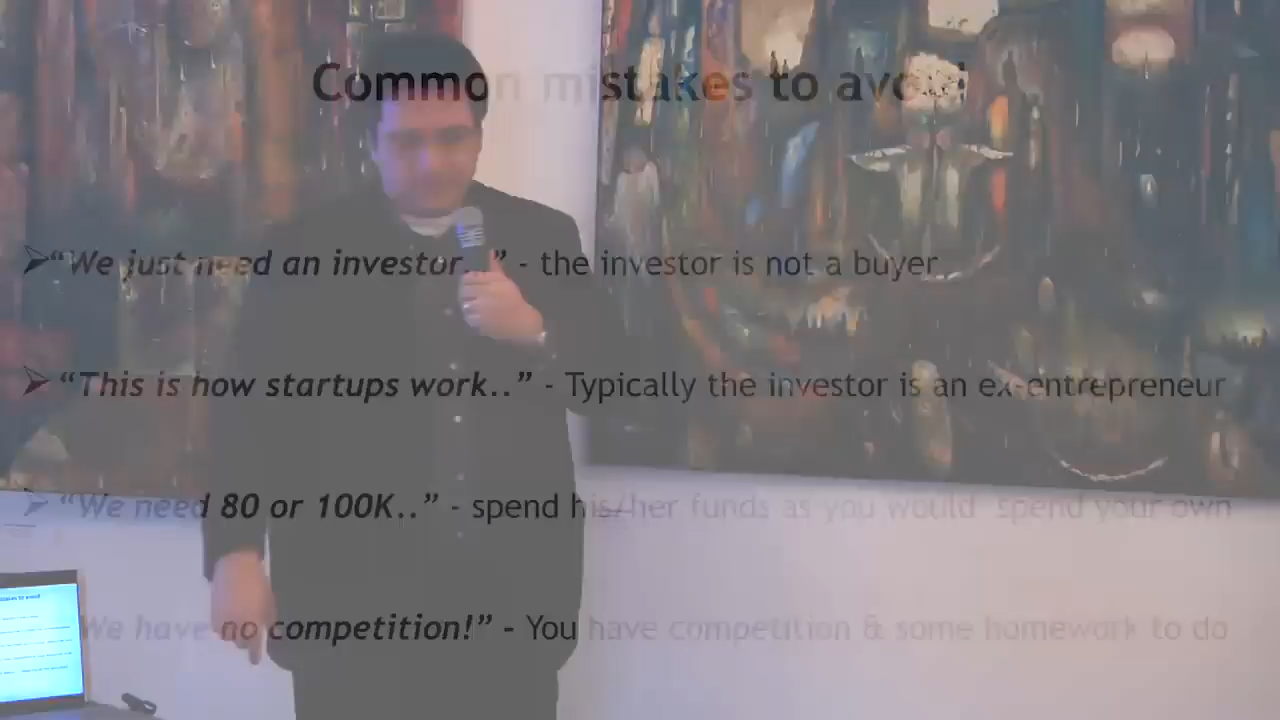 Common mistakes to avoid!
➢“We just need an investor...” - the investor is not a buyer
➢ “This is how startups work..” - Typically the investor is an ex-entrepreneur
➢ “We need 80 or 100K..” - spend his/her funds as you would spend your own
We have no competition!” - You have competition & some homework to do